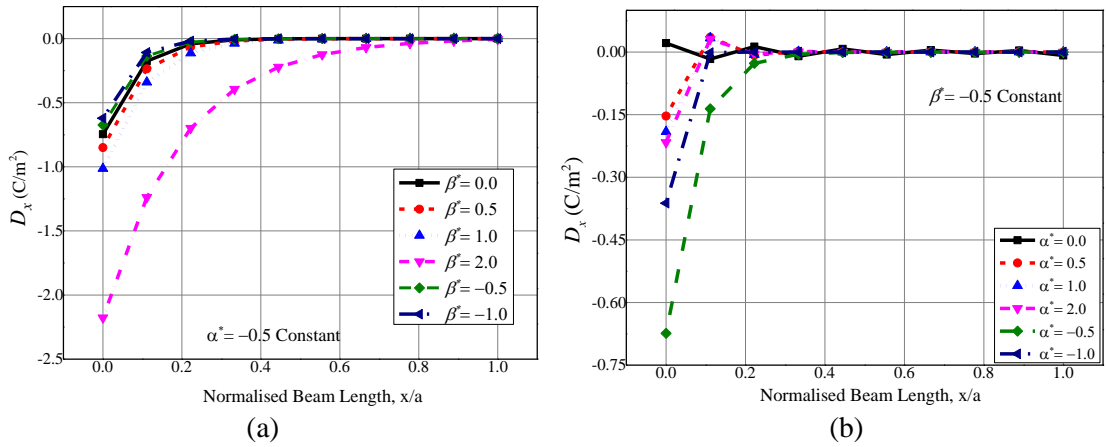 0.0
-0.5
-1.0
-1.5
-2.0
-2.5
D_x (C/m²)
0.0 0.2 0.4 0.6 0.8 1.0
Normalised Beam Length, x/a
β*= 0.0
β*= 0.5
β*= 1.0
β*= 2.0
β*= −0.5
β*= −1.0
α*= −0.5 Constant
(a)
0.00
-0.15
-0.30
-0.45
-0.60
-0.75
D_x (C/m²)
0.0 0.2 0.4 0.6 0.8 1.0
Normalised Beam Length, x/a
β*= −0.5 Constant
α*= 0.0
α*= 0.5
α*= 1.0
α*= 2.0
α*= −0.5
α*= −1.0
(b)